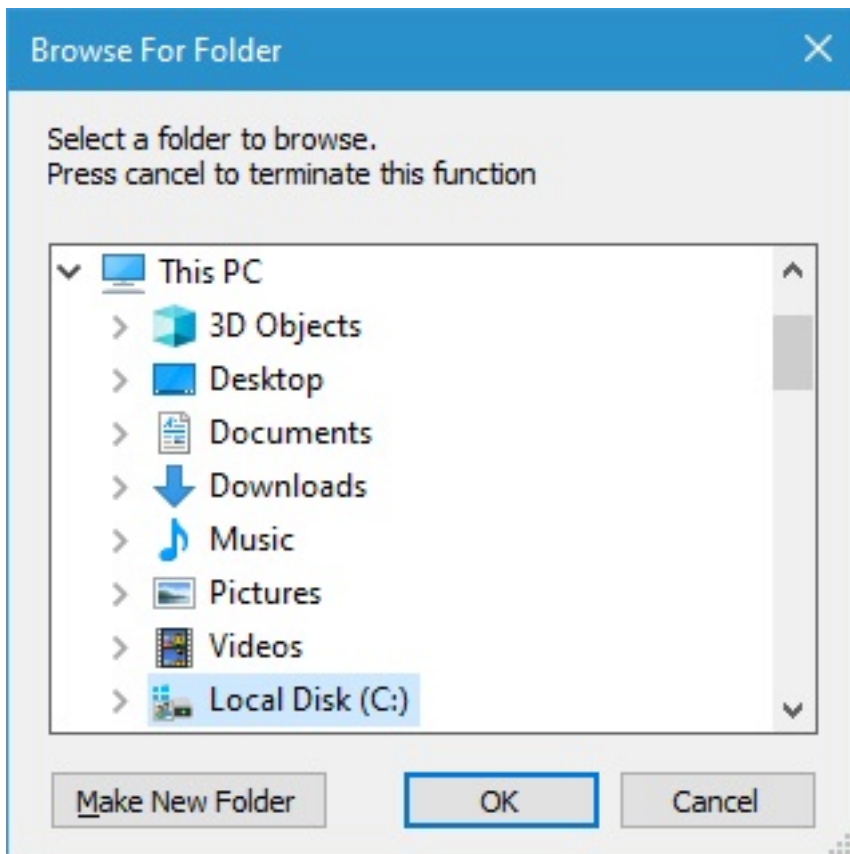 Browse For Folder
Select a folder to browse.
Press cancel to terminate this function
This PC
3D Objects
Desktop
Documents
Downloads
Music
Pictures
Videos
Local Disk (C:)
Make New Folder OK Cancel